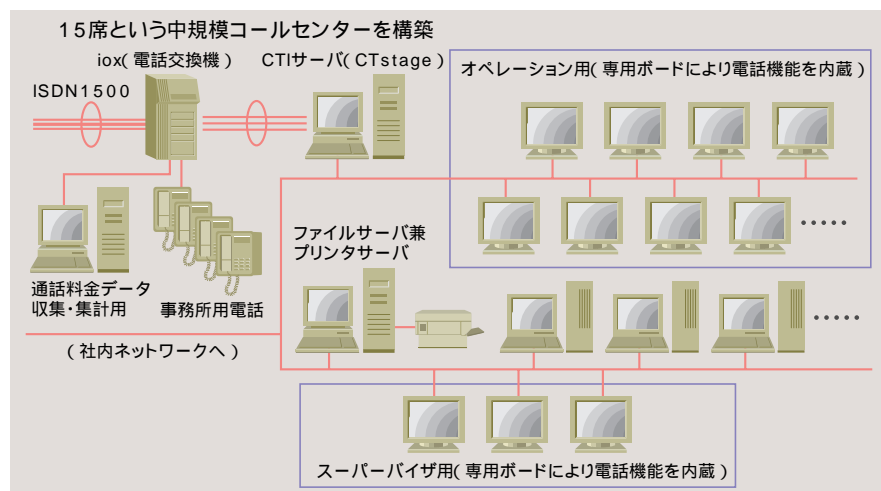 15席という中規模コールセンターを構築
iox(電話交換機)
CTIサーバ(CTstage)
オペレーション用(専用ボードにより電話機能を内蔵)
ISDN1500
ファイルサーバ兼
プリンタサーバ
通話料金データ
収集・集計用
事務所用電話
(社内ネットワークへ)
スーパーバイザ用(専用ボードにより電話機能を内蔵)